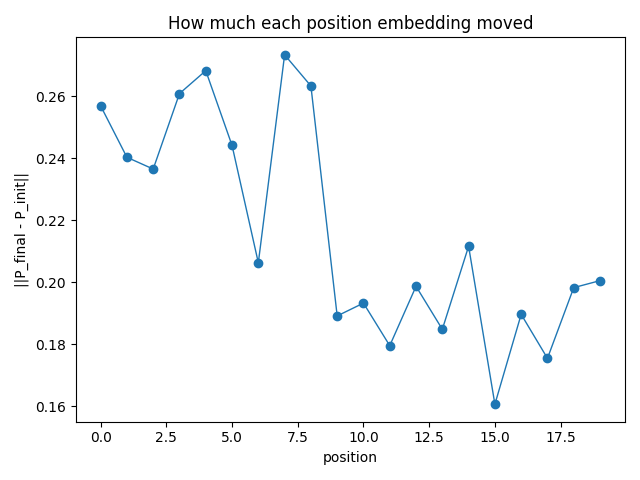 How much each position embedding moved
||P_final - P_init||
0.26
0.24
0.22
0.20
0.18
0.16
0.0 2.5 5.0 7.5 10.0 12.5 15.0 17.5
position